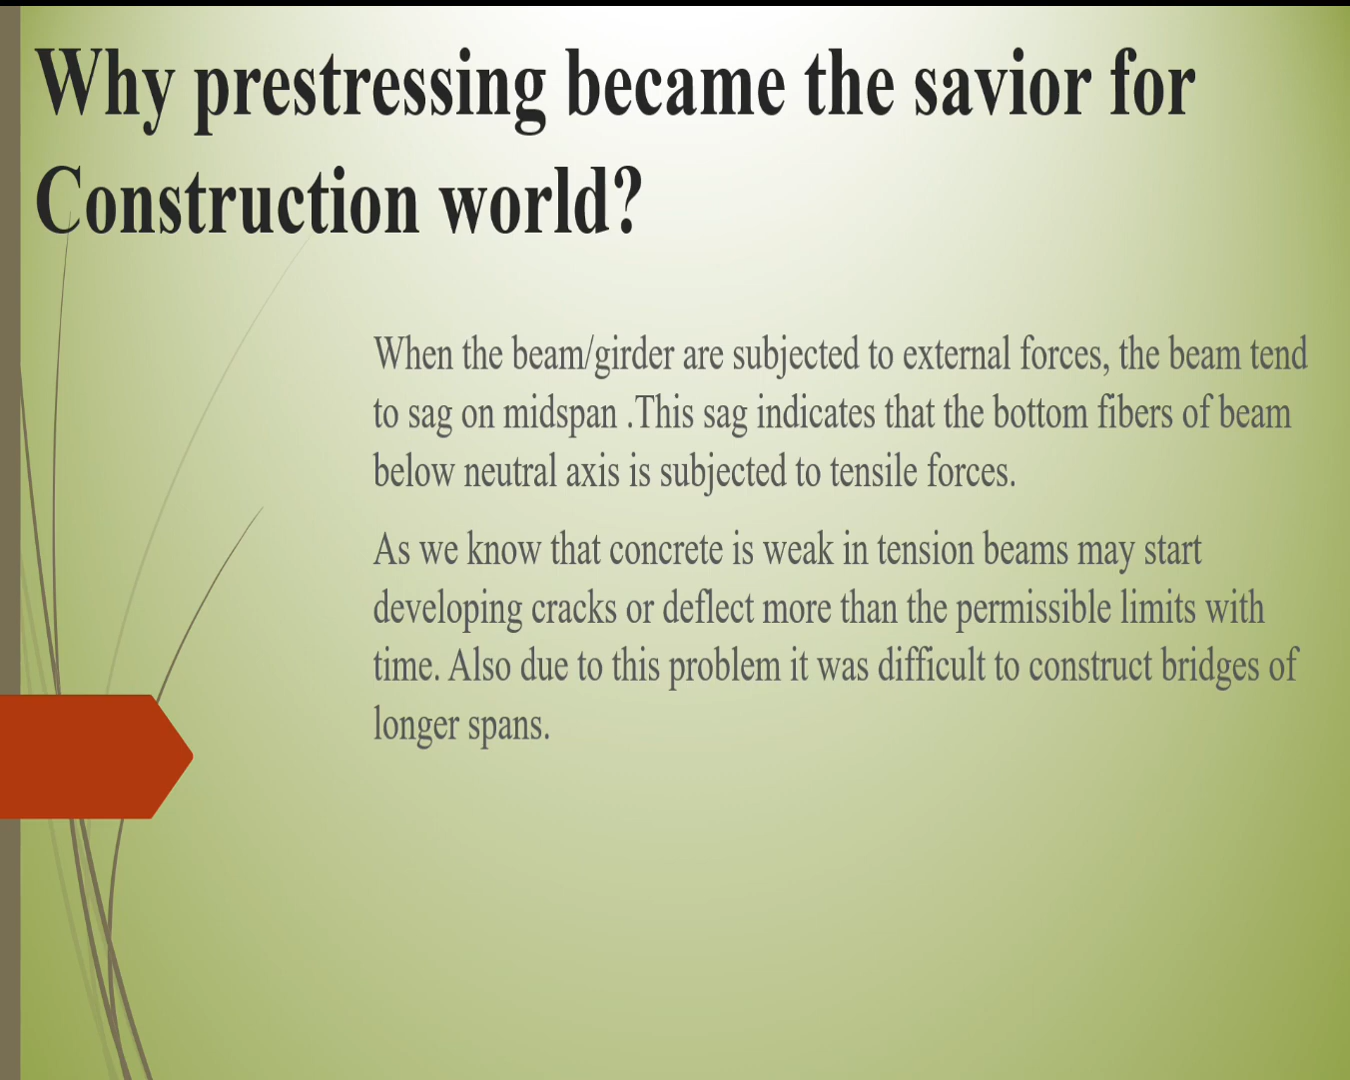 Why prestressing became the savior for
Construction world?
When the beam/girder are subjected to external forces, the beam tend
to sag on midspan .This sag indicates that the bottom fibers of beam
below neutral axis is subjected to tensile forces.
As we know that concrete is weak in tension beams may start
developing cracks or deflect more than the permissible limits with
time. Also due to this problem it was difficult to construct bridges of
longer spans.